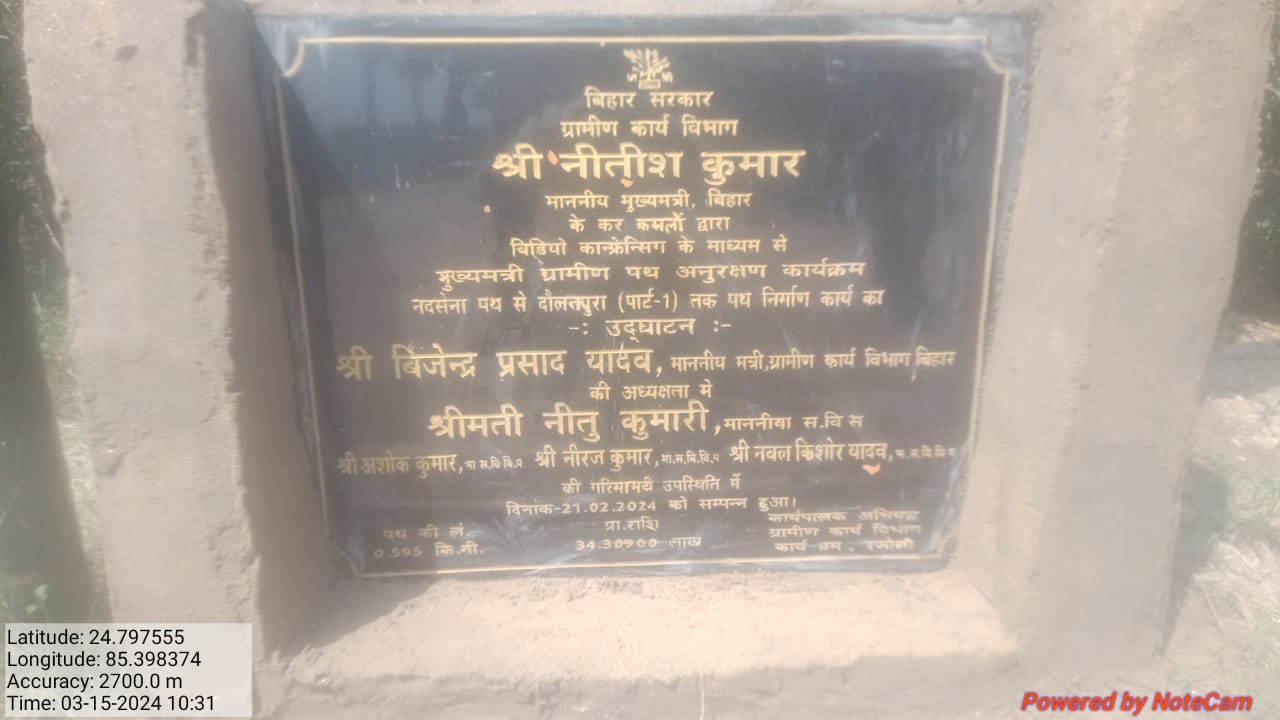 बिहार सरकार
ग्रामीण कार्य विभाग
श्री नीतीश कुमार
माननीय मुख्यमत्री, बिहार
के कर कमलों द्वारा
विडियो कान्फ्रेन्सिग के माध्यम से
मुख्यमत्री ग्रामीण पथ अनुरक्षण कार्यक्रम
नदसेना पथ से दौलतपुरा (पार्ट-1) तक पथ निर्माण कार्य का
-: उद्घाटन :-
श्री बिजेन्द्र प्रसाद यादव, माननीय मत्री,ग्रामीण कार्य विभाग,बिहार
की अध्यक्षता मे
श्रीमती नीतु कुमारी, माननीया स.वि स
श्री अशोक कुमार, श्री नीरज कुमार, मा.स.बि.वि.प श्री नवल किशोर यादव,
की गरिमामयी उपस्थिति में
दिनाक-21.02.2024 को सम्पन्न हुआ।
पथ की लं.
0.595 कि.मी.
प्रा.राशि
34.30900 लाख
कार्यपालक
ग्रामीण कार्य विभाग
कार्य
Latitude: 24.797555
Longitude: 85.398374
Accuracy: 2700.0 m
Time: 03-15-2024 10:31
Powered by NoteCam